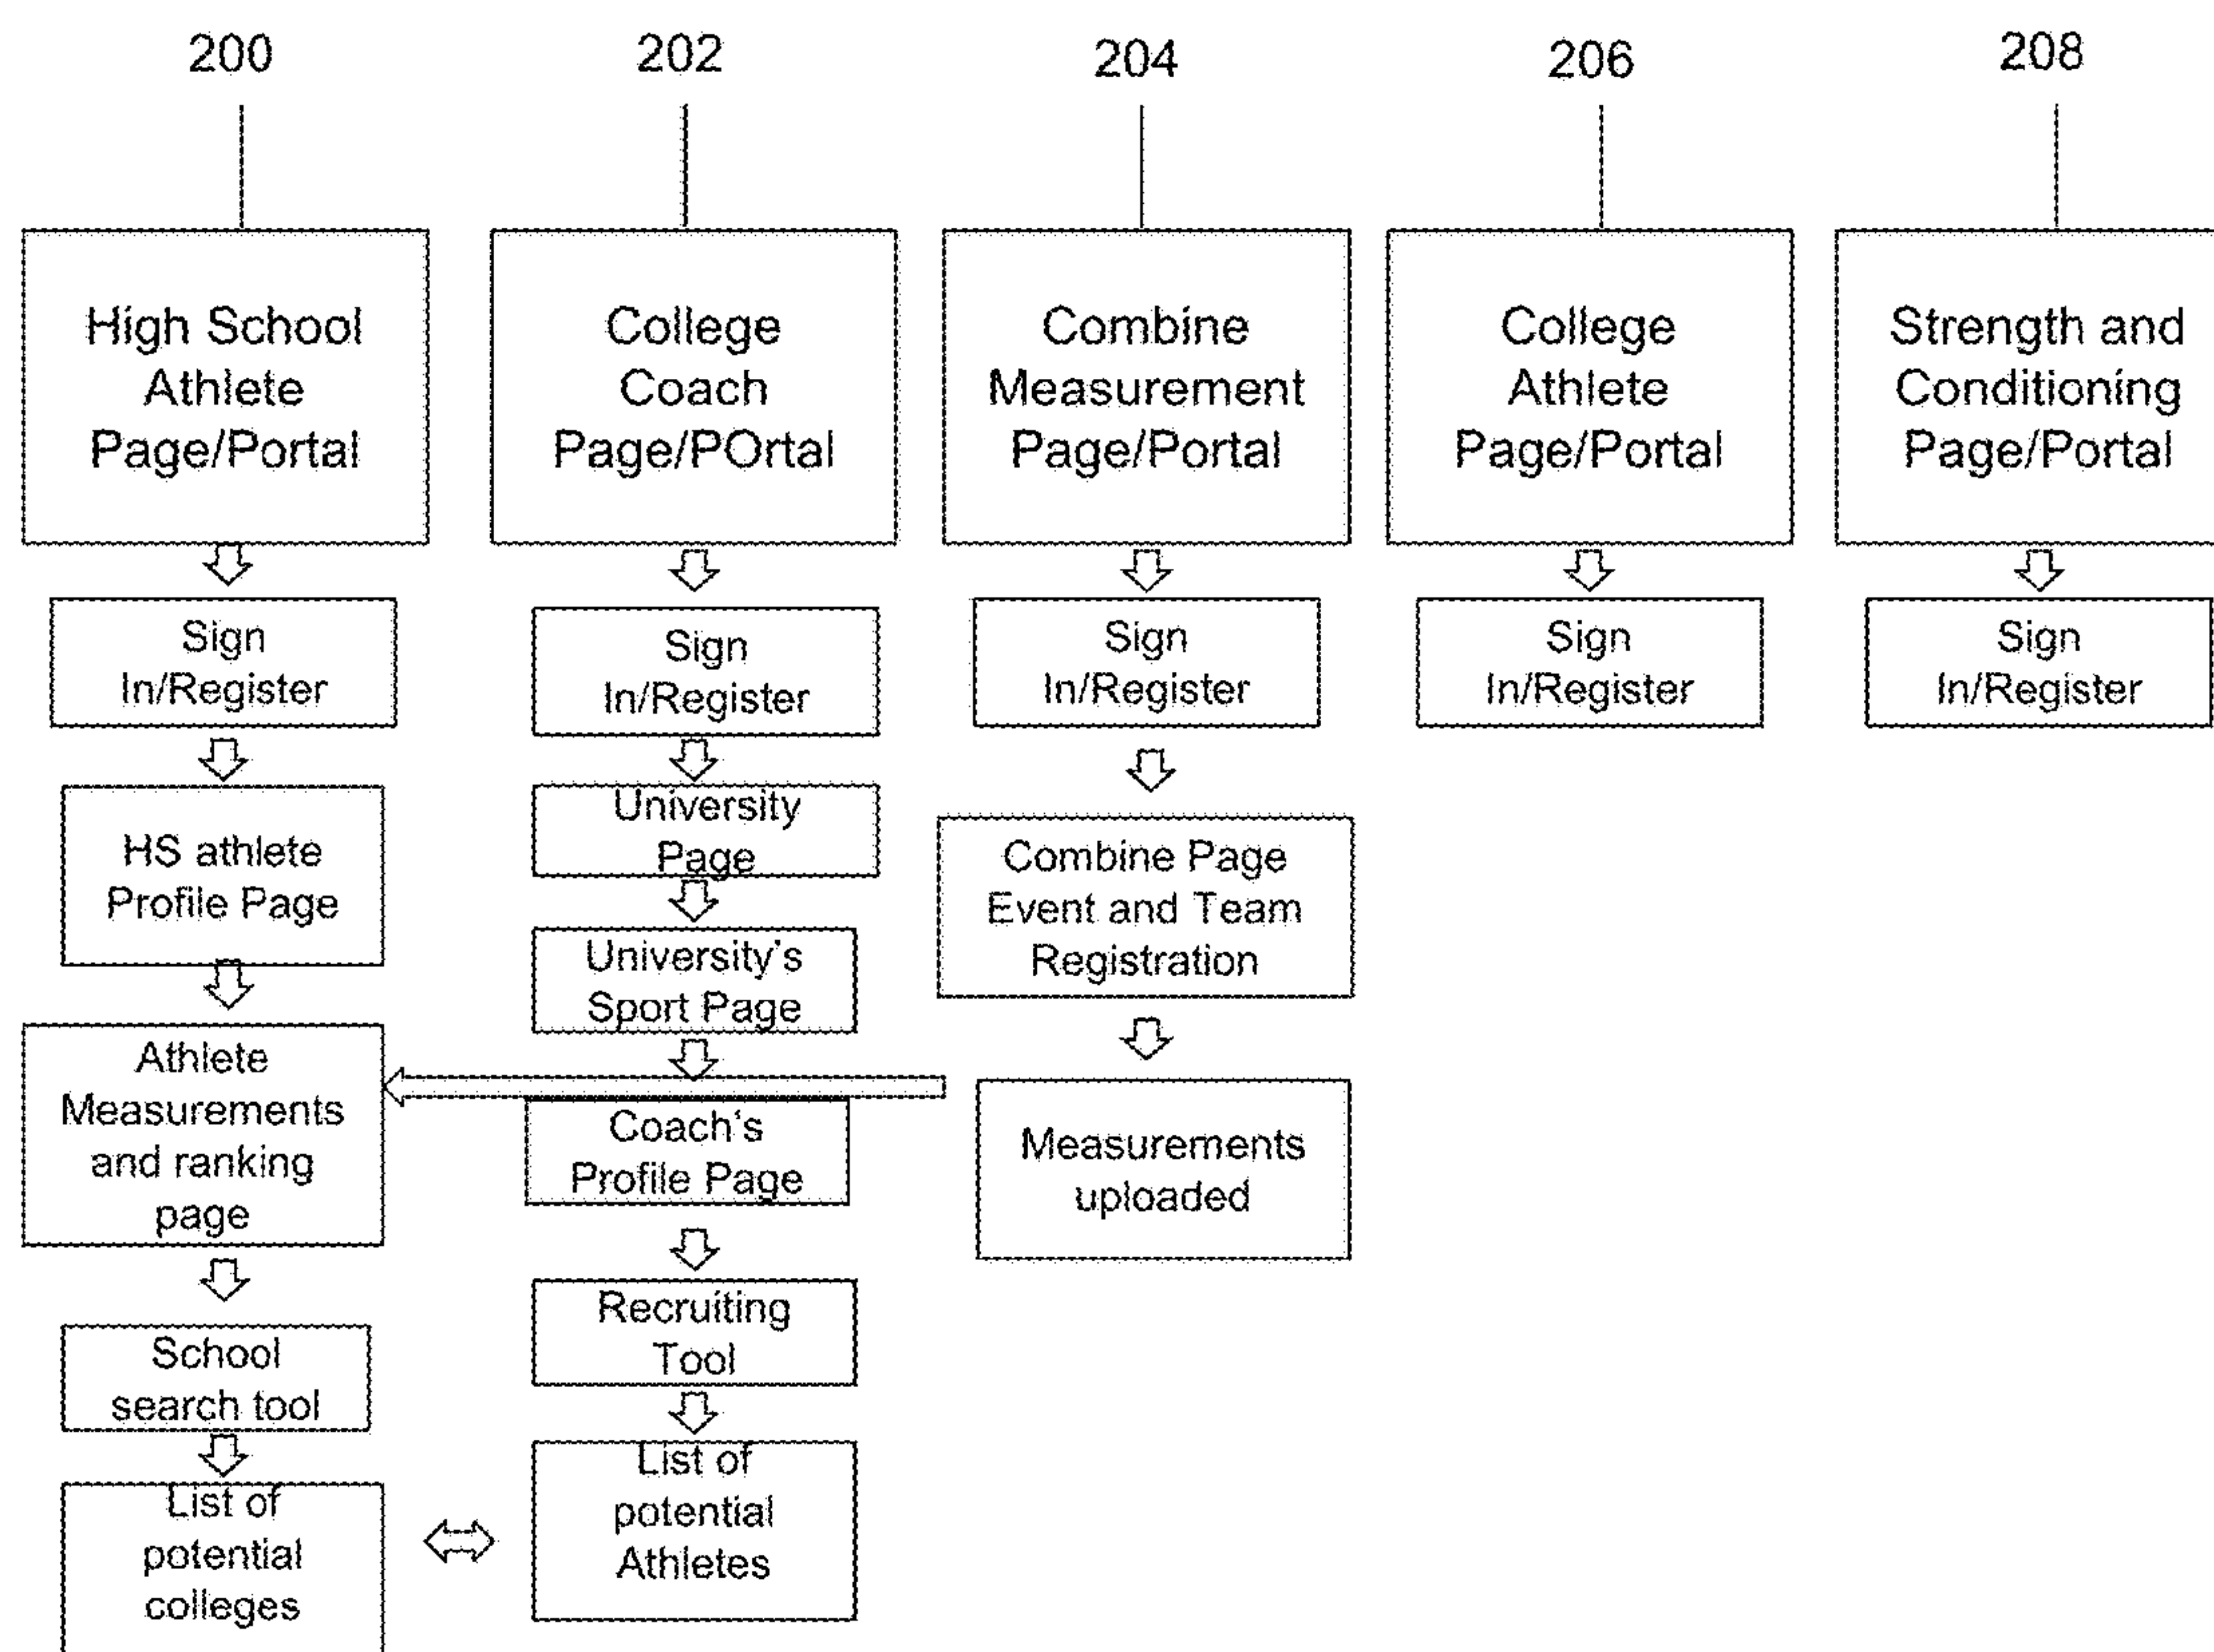 200
202
204
206
208
High School
Athlete
Page/Portal
College
Coach
Page/POrtal
Combine
Measurement
Page/Portal
College
Athlete
Page/Portal
Strength and
Conditioning
Page/Portal
Sign
In/Register
Sign
In/Register
Sign
In/Register
Sign
In/Register
Sign
In/Register
HS athlete
Profile Page
University
Page
Combine Page
Event and Team
Registration
University's
Sport Page
Athlete
Measurements
and ranking
page
Coach's
Profile Page
Measurements
uploaded
School
search tool
Recruiting
Tool
List of
potential
colleges
List of
potential
Athletes